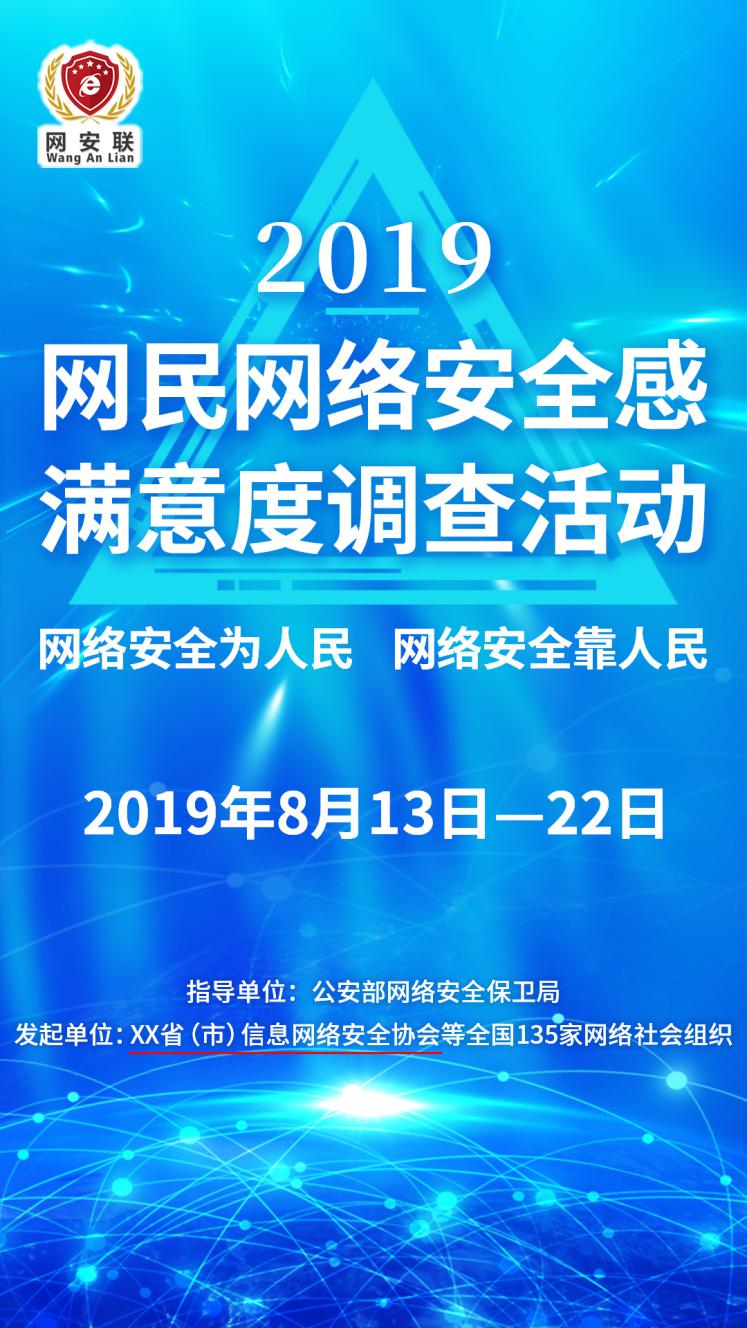 网安联
Wang An Lian
2019
网民网络安全感
满意度调查活动
网络安全为人民 网络安全靠人民
2019年8月13日—22日
指导单位：公安部网络安全保卫局
发起单位：XX省（市）信息网络安全协会等全国135家网络社会组织